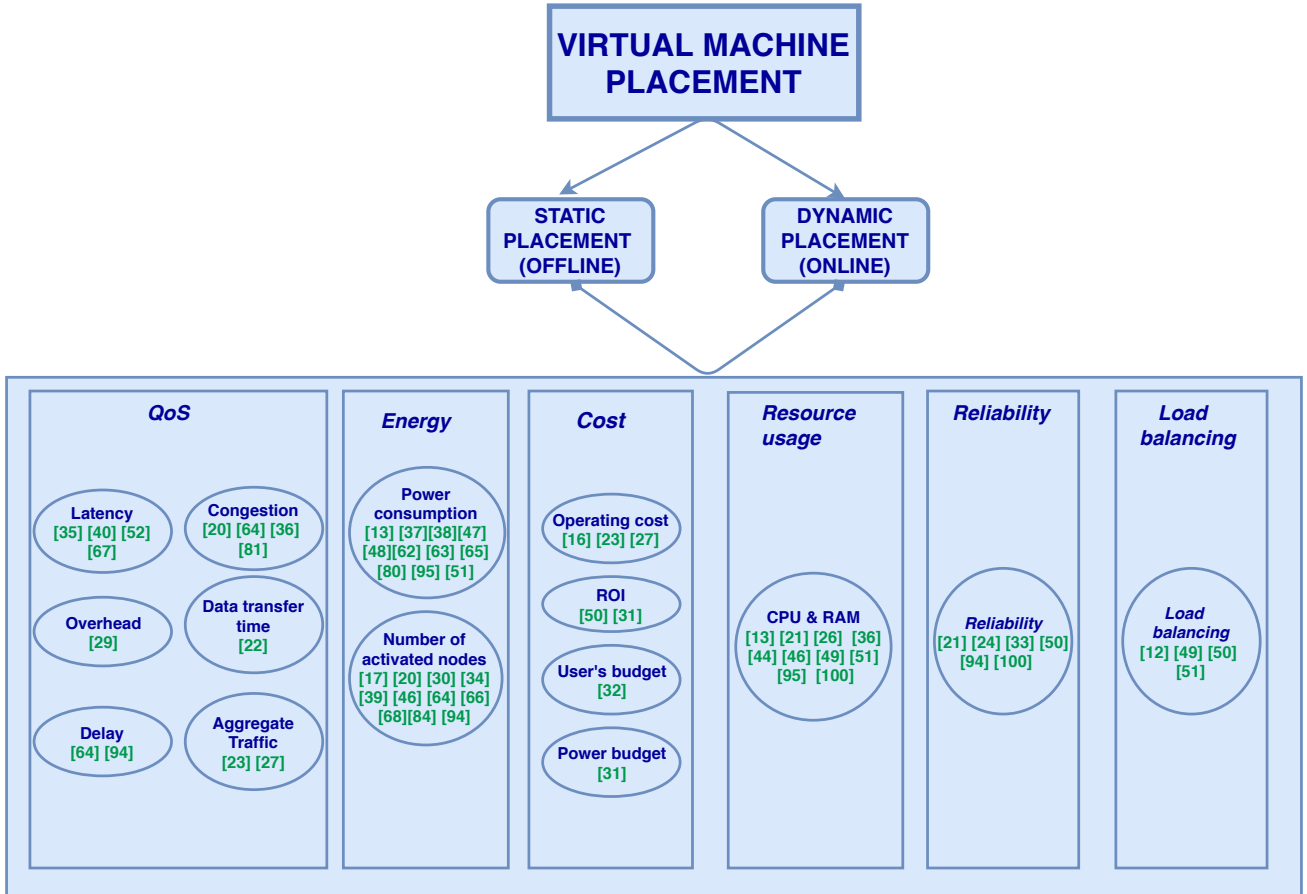 VIRTUAL MACHINE
PLACEMENT
STATIC
PLACEMENT
(OFFLINE)
DYNAMIC
PLACEMENT
(ONLINE)
QoS
Latency
[35] [40] [52]
[67]
Congestion
[20] [64] [36]
[81]
Overhead
[29]
Data transfer
time
[22]
Delay
[64] [94]
Aggregate
Traffic
[23] [27]
Energy
Power
consumption
[13] [37][38][47]
[48][62] [63] [65]
[80] [95] [51]
Number of
activated nodes
[17] [20] [30] [34]
[39] [46] [64] [66]
[68][84] [94]
Cost
Operating cost
[16] [23] [27]
ROI
[50] [31]
User's budget
[32]
Power budget
[31]
Resource
usage
CPU & RAM
[13] [21] [26] [36]
[44] [46] [49] [51]
[95] [100]
Reliability
Reliability
[21] [24] [33] [50]
[94] [100]
Load
balancing
Load
balancing
[12] [49] [50]
[51]